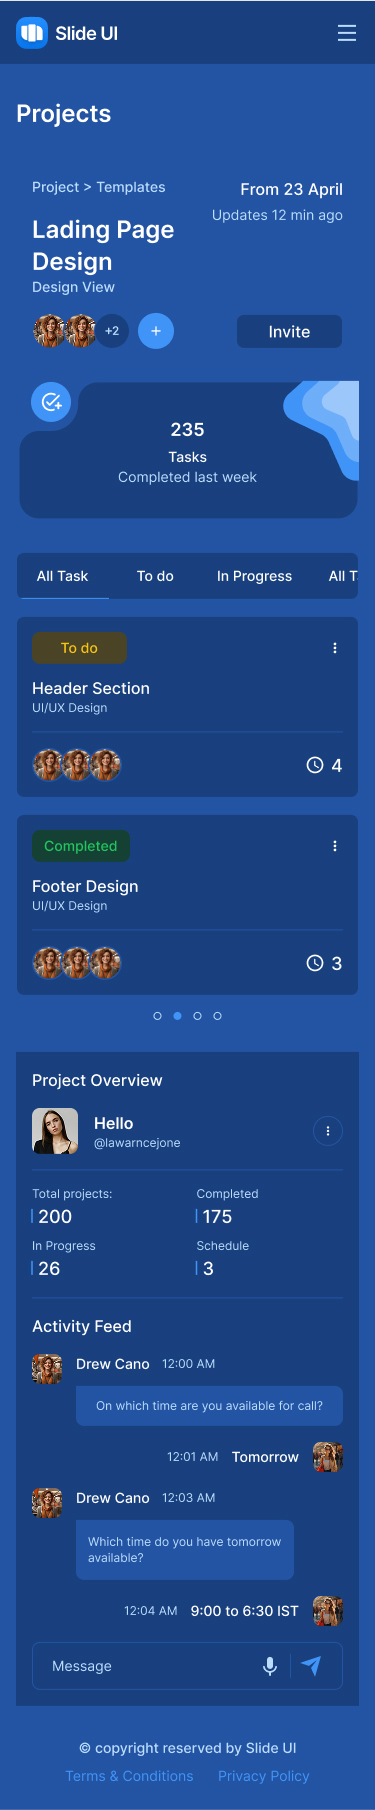 Slide UI
Projects
Project > Templates
From 23 April
Updates 12 min ago
Lading Page
Design
Design View
+2
+
Invite
235
Tasks
Completed last week
All Task To do In Progress All T
To do
Header Section
UI/UX Design
4
Completed
Footer Design
UI/UX Design
3
Project Overview
Hello
@lawarncejone
Total projects: Completed
200 175
In Progress Schedule
26 3
Activity Feed
Drew Cano 12:00 AM
On which time are you available for call?
12:01 AM Tomorrow
Drew Cano 12:03 AM
Which time do you have tomorrow
available?
12:04 AM 9:00 to 6:30 IST
Message
© copyright reserved by Slide UI
Terms & Conditions Privacy Policy